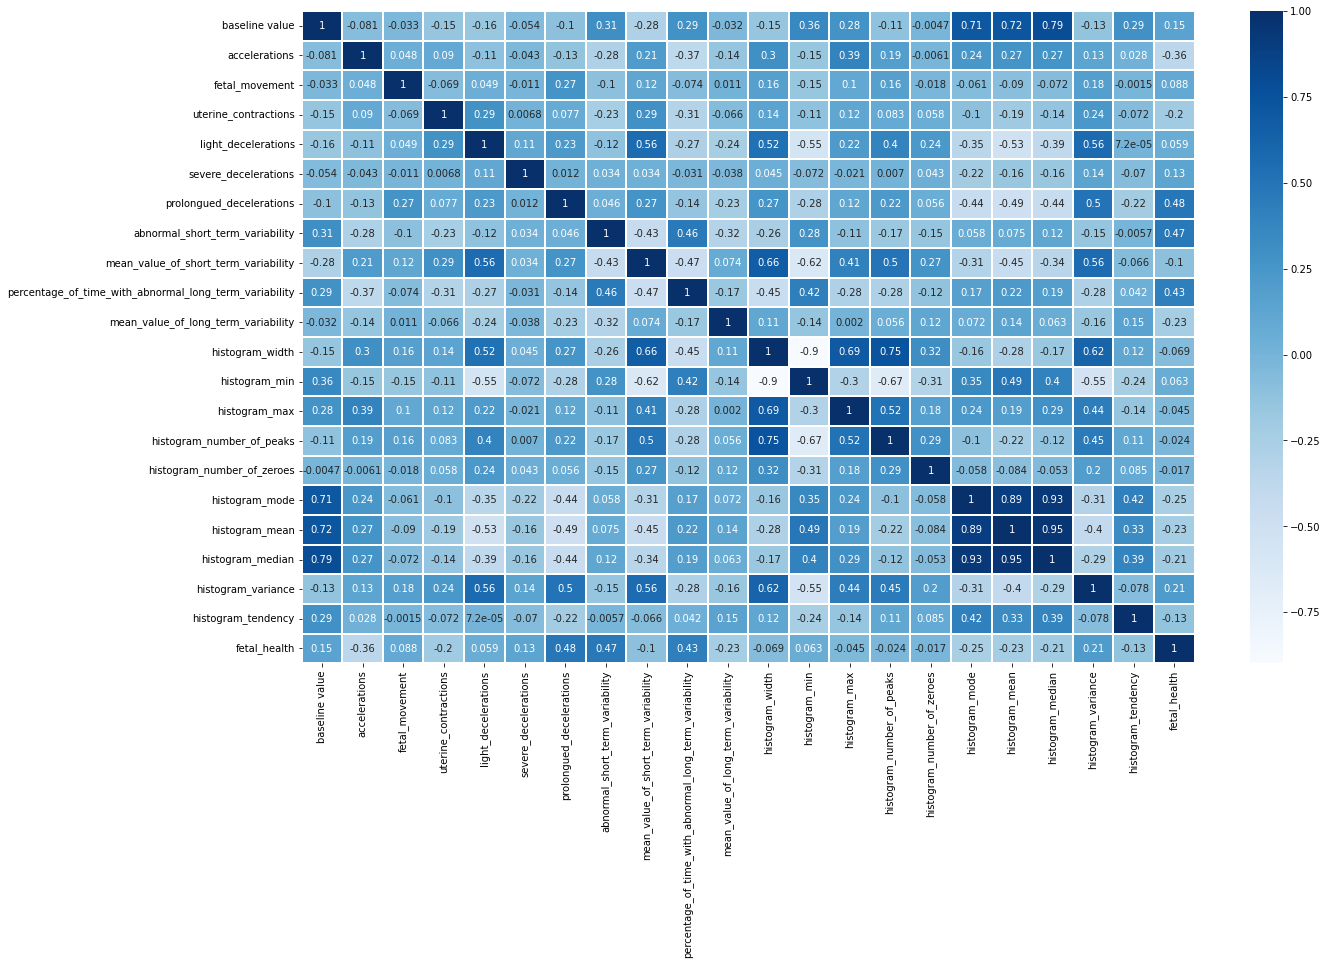 baseline value 1 -0.081 -0.033 -0.15 -0.16 -0.054 -0.1 0.31 -0.28 0.29 -0.032 -0.15 0.36 0.28 -0.11 -0.0047 0.71 0.72 0.79 -0.13 0.29 0.15
accelerations -0.081 1 0.048 0.09 -0.11 -0.043 -0.13 -0.28 0.21 -0.37 -0.14 0.3 -0.15 0.39 0.19 -0.0061 0.24 0.27 0.27 0.13 0.028 -0.36
fetal_movement -0.033 0.048 1 -0.069 0.049 -0.011 0.27 -0.1 0.12 -0.074 0.011 0.16 -0.15 0.1 0.16 -0.018 -0.061 -0.09 -0.072 0.18 -0.0015 0.088
uterine_contractions -0.15 0.09 -0.069 1 0.29 0.0068 0.077 -0.23 0.29 -0.31 -0.066 0.14 -0.11 0.12 0.083 0.058 -0.1 -0.19 -0.14 0.24 -0.072 -0.2
light_decelerations -0.16 -0.11 0.049 0.29 1 0.11 0.23 -0.12 0.56 -0.27 -0.24 0.52 -0.55 0.22 0.4 0.24 -0.35 -0.53 -0.39 0.56 7.2e-05 0.059
severe_decelerations -0.054 -0.043 -0.011 0.0068 0.11 1 0.012 0.034 0.034 -0.031 -0.038 0.045 -0.072 -0.021 0.007 0.043 -0.22 -0.16 -0.16 0.14 -0.07 0.13
prolongued_decelerations -0.1 -0.13 0.27 0.077 0.23 0.012 1 0.046 0.27 -0.14 -0.23 0.27 -0.28 0.12 0.22 0.056 -0.44 -0.49 -0.44 0.5 -0.22 0.48
abnormal_short_term_variability 0.31 -0.28 -0.1 -0.23 -0.12 0.034 0.046 1 -0.43 0.46 -0.32 -0.26 0.28 -0.11 -0.17 -0.15 0.058 0.075 0.12 -0.15 -0.0057 0.47
mean_value_of_short_term_variability -0.28 0.21 0.12 0.29 0.56 0.034 0.27 -0.43 1 -0.47 0.074 0.66 -0.62 0.41 0.5 0.27 -0.31 -0.45 -0.34 0.56 -0.066 -0.1
percentage_of_time_with_abnormal_long_term_variability 0.29 -0.37 -0.074 -0.31 -0.27 -0.031 -0.14 0.46 -0.47 1 -0.17 -0.45 0.42 -0.28 -0.28 -0.12 0.17 0.22 0.19 -0.28 0.042 0.43
mean_value_of_long_term_variability -0.032 -0.14 0.011 -0.066 -0.24 -0.038 -0.23 -0.32 0.074 -0.17 1 0.11 -0.14 0.002 0.056 0.12 0.072 0.14 0.063 -0.16 0.15 -0.23
histogram_width -0.15 0.3 0.16 0.14 0.52 0.045 0.27 -0.26 0.66 -0.45 0.11 1 -0.9 0.69 0.75 0.32 -0.16 -0.28 -0.17 0.62 0.12 -0.069
histogram_min 0.36 -0.15 -0.15 -0.11 -0.55 -0.072 -0.28 0.28 -0.62 0.42 -0.14 -0.9 1 -0.3 -0.67 -0.31 0.35 0.49 0.4 -0.55 -0.24 0.063
histogram_max 0.28 0.39 0.1 0.12 0.22 -0.021 0.12 -0.11 0.41 -0.28 0.002 0.69 -0.3 1 0.52 0.18 0.24 0.19 0.29 0.44 -0.14 -0.045
histogram_number_of_peaks -0.11 0.19 0.16 0.083 0.4 0.007 0.22 -0.17 0.5 -0.28 0.056 0.75 -0.67 0.52 1 0.29 -0.1 -0.22 -0.12 0.45 0.11 -0.024
histogram_number_of_zeroes -0.0047 -0.0061 -0.018 0.058 0.24 0.043 0.056 -0.15 0.27 -0.12 0.12 0.32 -0.31 0.18 0.29 1 -0.058 -0.084 -0.053 0.2 0.085 -0.017
histogram_mode 0.71 0.24 -0.061 -0.1 -0.35 -0.22 -0.44 0.058 -0.31 0.17 0.072 -0.16 0.35 0.24 -0.1 -0.058 1 0.89 0.93 -0.31 0.42 -0.25
histogram_mean 0.72 0.27 -0.09 -0.19 -0.53 -0.16 -0.49 0.075 -0.45 0.22 0.14 -0.28 0.49 0.19 -0.22 -0.084 0.89 1 0.95 -0.4 0.33 -0.23
histogram_median 0.79 0.27 -0.072 -0.14 -0.39 -0.16 -0.44 0.12 -0.34 0.19 0.063 -0.17 0.4 0.29 -0.12 -0.053 0.93 0.95 1 -0.29 0.39 -0.21
histogram_variance -0.13 0.13 0.18 0.24 0.56 0.14 0.5 -0.15 0.56 -0.28 -0.16 0.62 -0.55 0.44 0.45 0.2 -0.31 -0.4 -0.29 1 -0.078 0.21
histogram_tendency 0.29 0.028 -0.0015 -0.072 7.2e-05 -0.07 -0.22 -0.0057 -0.066 0.042 0.15 0.12 -0.24 -0.14 0.11 0.085 0.42 0.33 0.39 -0.078 1 -0.13
fetal_health 0.15 -0.36 0.088 -0.2 0.059 0.13 0.48 0.47 -0.1 0.43 -0.23 -0.069 0.063 -0.045 -0.024 -0.017 -0.25 -0.23 -0.21 0.21 -0.13 1
baseline value
accelerations
fetal_movement
uterine_contractions
light_decelerations
severe_decelerations
prolongued_decelerations
abnormal_short_term_variability
mean_value_of_short_term_variability
percentage_of_time_with_abnormal_long_term_variability
mean_value_of_long_term_variability
histogram_width
histogram_min
histogram_max
histogram_number_of_peaks
histogram_number_of_zeroes
histogram_mode
histogram_mean
histogram_median
histogram_variance
histogram_tendency
fetal_health
1.00
0.75
0.50
0.25
0.00
-0.25
-0.50
-0.75